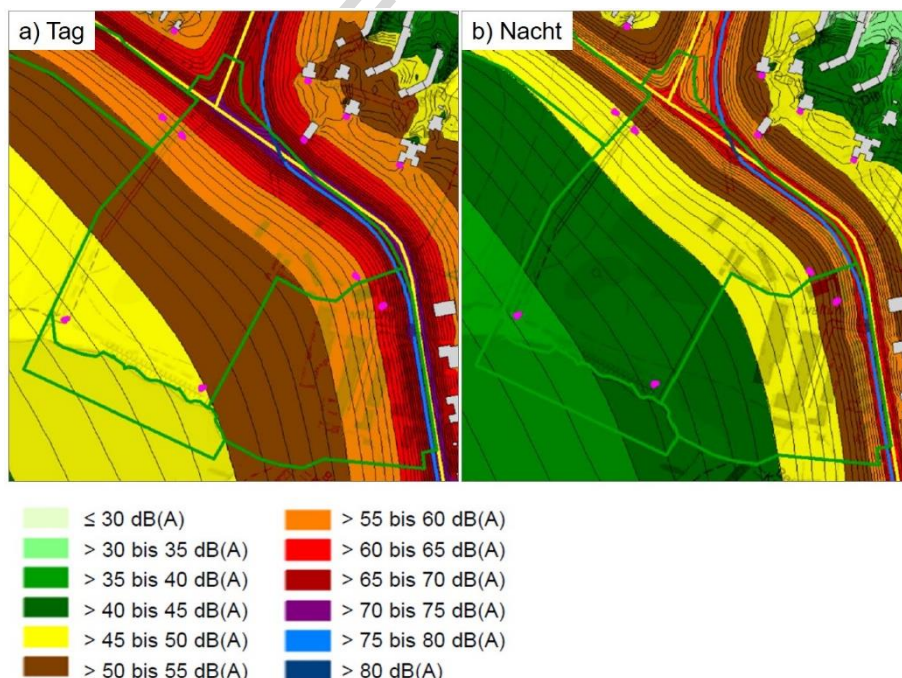 a) Tag
b) Nacht
≤ 30 dB(A)
> 30 bis 35 dB(A)
> 35 bis 40 dB(A)
> 40 bis 45 dB(A)
> 45 bis 50 dB(A)
> 50 bis 55 dB(A)
> 55 bis 60 dB(A)
> 60 bis 65 dB(A)
> 65 bis 70 dB(A)
> 70 bis 75 dB(A)
> 75 bis 80 dB(A)
> 80 dB(A)